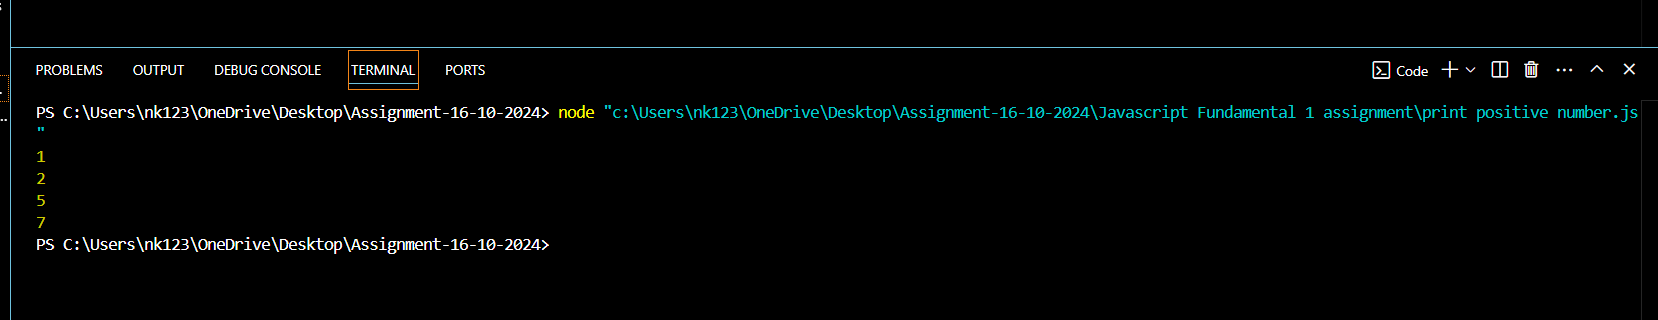 PROBLEMS OUTPUT DEBUG CONSOLE TERMINAL PORTS Code
PS C:\Users\nk123\OneDrive\Desktop\Assignment-16-10-2024> node "c:\Users\nk123\OneDrive\Desktop\Assignment-16-10-2024\Javascript Fundamental 1 assignment\print positive number.js
"
1
2
5
7
PS C:\Users\nk123\OneDrive\Desktop\Assignment-16-10-2024>